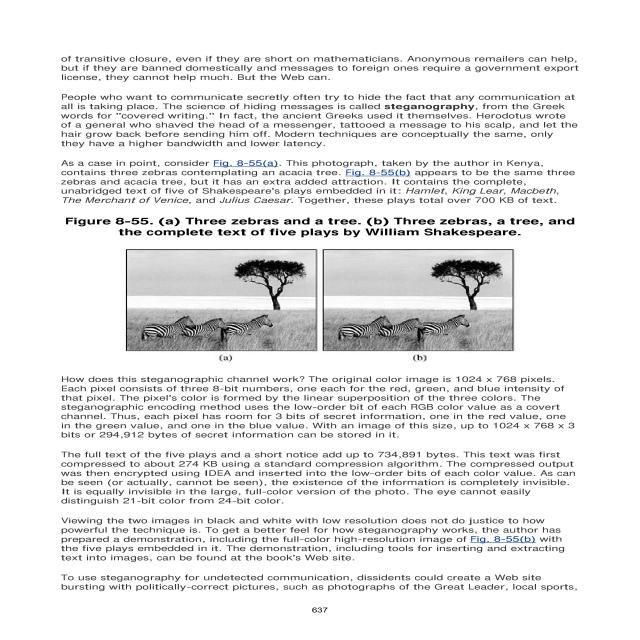 of transitive closure, even if they are short on mathematicians. Anonymous remailers can help,
but if they are banned domestically and messages to foreign ones require a government export
license, they cannot help much. But the Web can.
People who want to communicate secretly often try to hide the fact that any communication at
all is taking place. The science of hiding messages is called steganography, from the Greek
words for "covered writing." In fact, the ancient Greeks used it themselves. Herodotus wrote
of a general who shaved the head of a messenger, tattooed a message to his scalp, and let the
hair grow back before sending him off. Modern techniques are conceptually the same, only
they have a higher bandwidth and lower latency.
As a case in point, consider Fig. 8-55(a). This photograph, taken by the author in Kenya,
contains three zebras contemplating an acacia tree. Fig. 8-55(b) appears to be the same three
zebras and acacia tree, but it has an extra added attraction. It contains the complete,
unabridged text of five of Shakespeare's plays embedded in it: Hamlet, King Lear, Macbeth,
The Merchant of Venice, and Julius Caesar. Together, these plays total over 700 KB of text.
Figure 8-55. (a) Three zebras and a tree. (b) Three zebras, a tree, and
the complete text of five plays by William Shakespeare.
(a) (b)
How does this steganographic channel work? The original color image is 1024 x 768 pixels.
Each pixel consists of three 8-bit numbers, one each for the red, green, and blue intensity of
that pixel. The pixel's color is formed by the linear superposition of the three colors. The
steganographic encoding method uses the low-order bit of each RGB color value as a covert
channel. Thus, each pixel has room for 3 bits of secret information, one in the red value, one
in the green value, and one in the blue value. With an image of this size, up to 1024 x 768 x 3
bits or 294,912 bytes of secret information can be stored in it.
The full text of the five plays and a short notice add up to 734,891 bytes. This text was first
compressed to about 274 KB using a standard compression algorithm. The compressed output
was then encrypted using IDEA and inserted into the low-order bits of each color value. As can
be seen (or actually, cannot be seen), the existence of the information is completely invisible.
It is equally invisible in the large, full-color version of the photo. The eye cannot easily
distinguish 21-bit color from 24-bit color.
Viewing the two images in black and white with low resolution does not do justice to how
powerful the technique is. To get a better feel for how steganography works, the author has
prepared a demonstration, including the full-color high-resolution image of Fig. 8-55(b) with
the five plays embedded in it. The demonstration, including tools for inserting and extracting
text into images, can be found at the book's Web site.
To use steganography for undetected communication, dissidents could create a Web site
bursting with politically-correct pictures, such as photographs of the Great Leader, local sports,
637